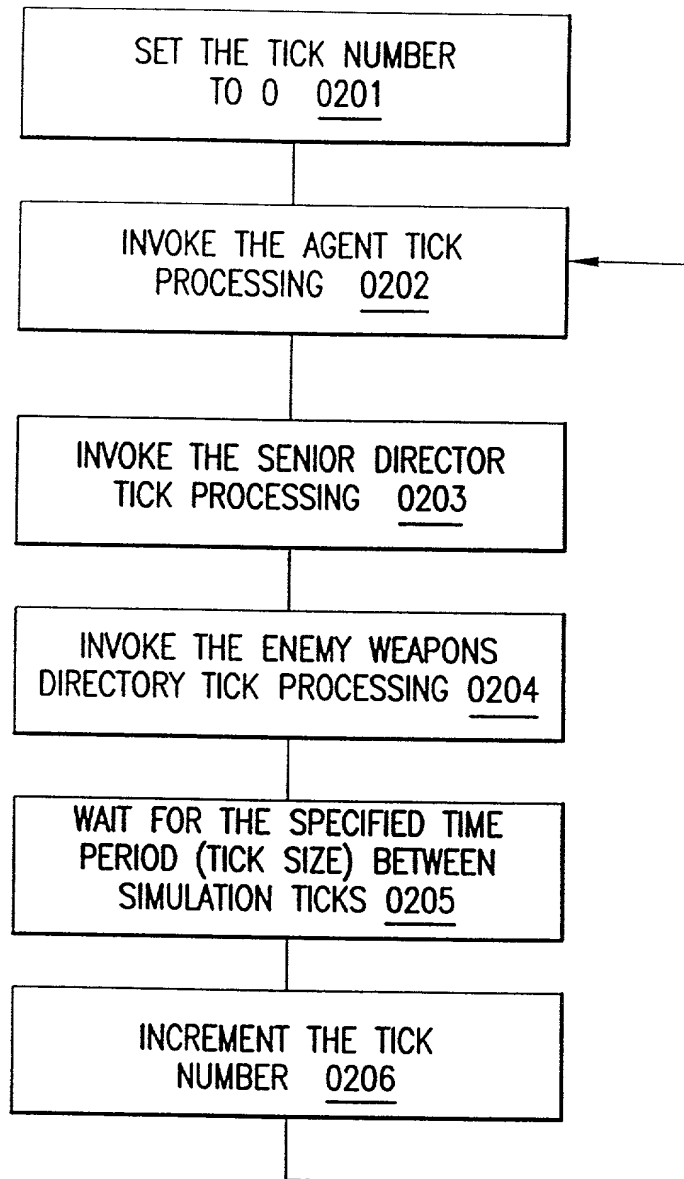 SET THE TICK NUMBER
TO 0 0201
INVOKE THE AGENT TICK
PROCESSING 0202
INVOKE THE SENIOR DIRECTOR
TICK PROCESSING 0203
INVOKE THE ENEMY WEAPONS
DIRECTORY TICK PROCESSING 0204
WAIT FOR THE SPECIFIED TIME
PERIOD (TICK SIZE) BETWEEN
SIMULATION TICKS 0205
INCREMENT THE TICK
NUMBER 0206